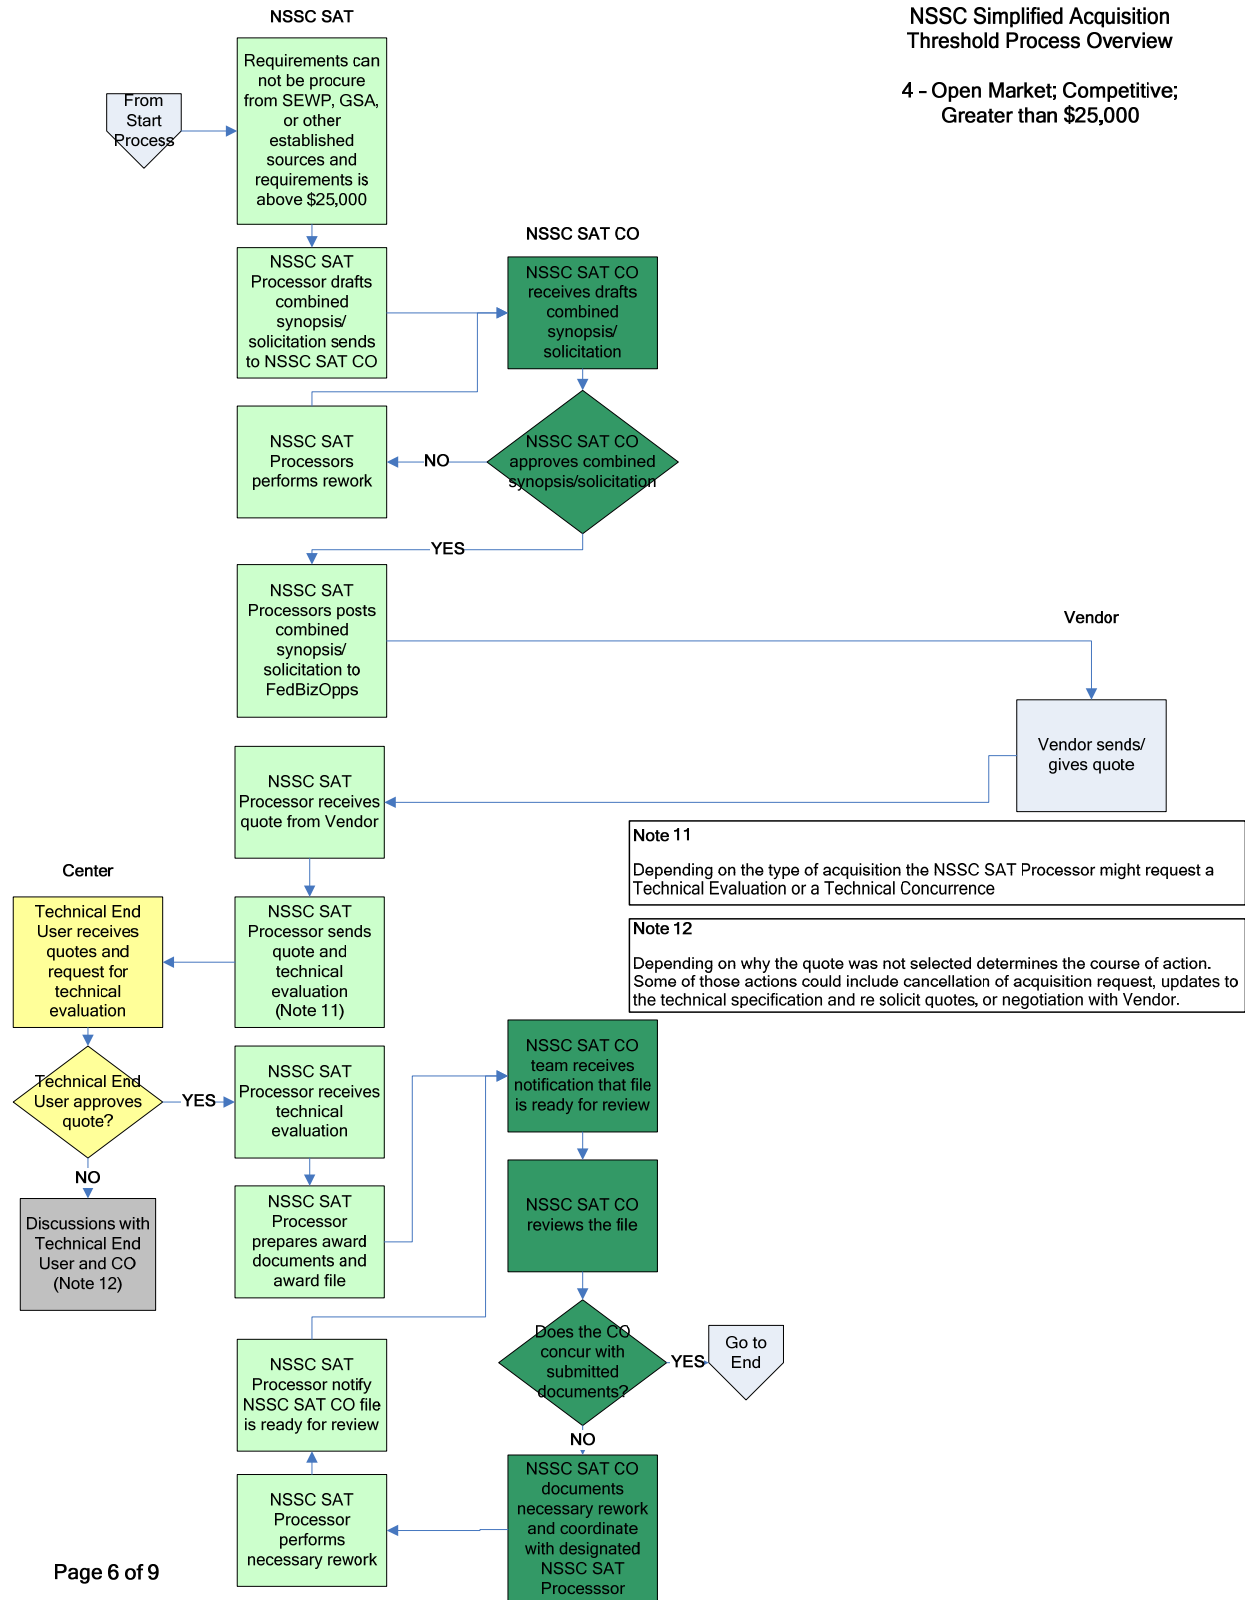 NSSC SAT
NSSC Simplified Acquisition
Threshold Process Overview
4 – Open Market; Competitive;
Greater than $25,000
From
Start
Process
Requirements can
not be procure
from SEWP, GSA,
or other
established
sources and
requirements is
above $25,000
NSSC SAT CO
NSSC SAT
Processor drafts
combined
synopsis/
solicitation sends
to NSSC SAT CO
NSSC SAT CO
receives drafts
combined
synopsis/
solicitation
NSSC SAT
Processors
performs rework
NO
NSSC SAT CO
approves combined
synopsis/solicitation
YES
NSSC SAT
Processors posts
combined
synopsis/
solicitation to
FedBizOpps
Vendor
Vendor sends/
gives quote
NSSC SAT
Processor receives
quote from Vendor
Note 11
Depending on the type of acquisition the NSSC SAT Processor might request a
Technical Evaluation or a Technical Concurrence
Center
Technical End
User receives
quotes and
request for
technical
evaluation
NSSC SAT
Processor sends
quote and
technical
evaluation
(Note 11)
Note 12
Depending on why the quote was not selected determines the course of action.
Some of those actions could include cancellation of acquisition request, updates to
the technical specification and re solicit quotes, or negotiation with Vendor.
Technical End
User approves
quote?
YES
NSSC SAT
Processor receives
technical
evaluation
NSSC SAT CO
team receives
notification that file
is ready for review
NO
Discussions with
Technical End
User and CO
(Note 12)
NSSC SAT
Processor
prepares award
documents and
award file
NSSC SAT CO
reviews the file
Does the CO
concur with
submitted
documents?
YES
Go to
End
NSSC SAT
Processor notify
NSSC SAT CO file
is ready for review
NO
NSSC SAT
Processor
performs
necessary rework
NSSC SAT CO
documents
necessary rework
and coordinate
with designated
NSSC SAT
Processsor
Page 6 of 9